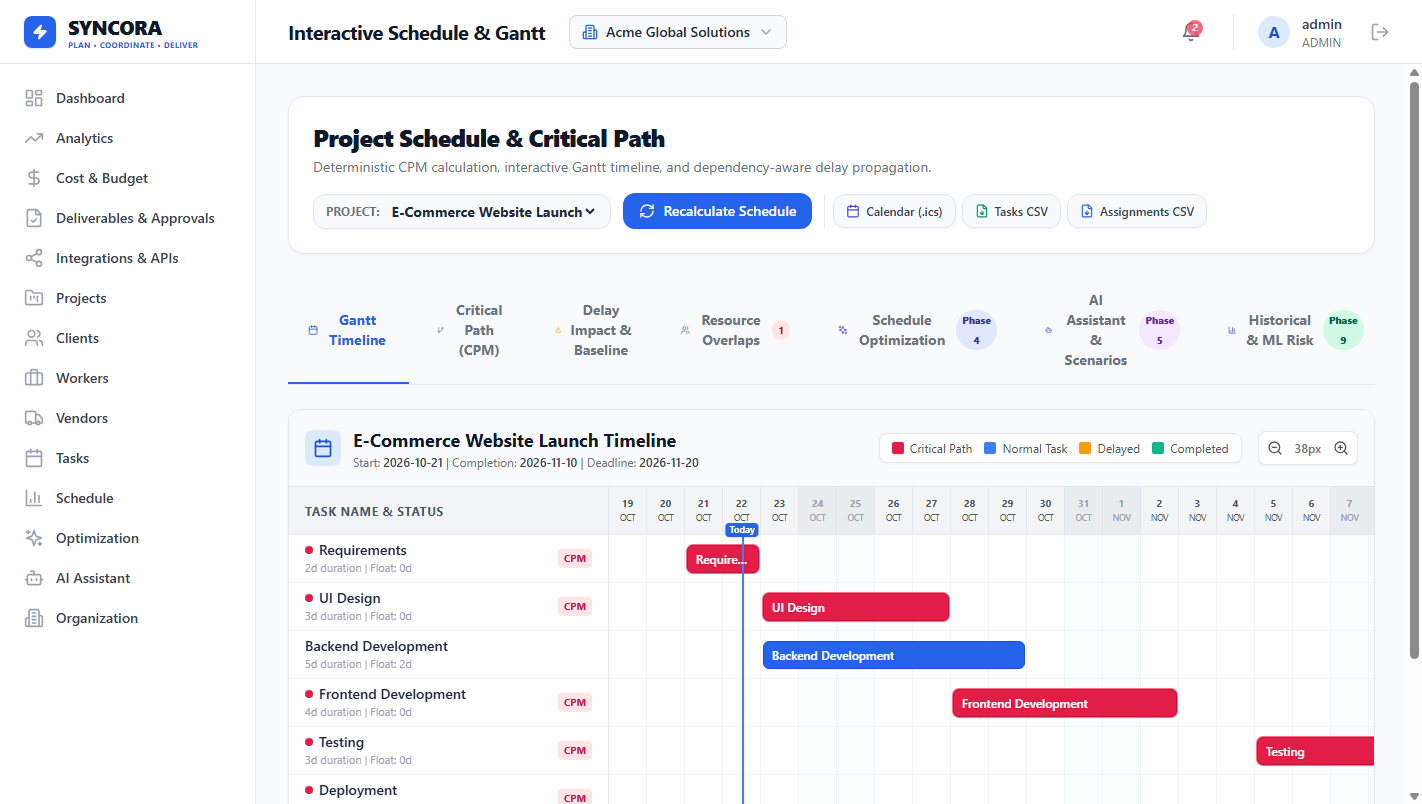 SYNCORA
PLAN • COORDINATE • DELIVER
Interactive Schedule & Gantt
Acme Global Solutions
2
A
admin
ADMIN
Dashboard
Analytics
Cost & Budget
Deliverables & Approvals
Integrations & APIs
Projects
Clients
Workers
Vendors
Tasks
Schedule
Optimization
AI Assistant
Organization
Project Schedule & Critical Path
Deterministic CPM calculation, interactive Gantt timeline, and dependency-aware delay propagation.
PROJECT: E-Commerce Website Launch
Recalculate Schedule
Calendar (.ics)
Tasks CSV
Assignments CSV
Gantt
Timeline
Critical
Path
(CPM)
Delay
Impact &
Baseline
Resource
Overlaps
1
Schedule
Optimization
Phase
4
AI
Assistant
&
Scenarios
Phase
5
Historical
& ML Risk
Phase
9
E-Commerce Website Launch Timeline
Start: 2026-10-21 | Completion: 2026-11-10 | Deadline: 2026-11-20
Critical Path Normal Task Delayed Completed
38px
TASK NAME & STATUS
19 20 21 22 23 24 25 26 27 28 29 30 31 1 2 3 4 5 6 7
OCT OCT OCT OCT OCT OCT OCT OCT OCT OCT OCT OCT OCT NOV NOV NOV NOV NOV NOV NOV
Today
Requirements
2d duration | Float: 0d
CPM
Require...
UI Design
3d duration | Float: 0d
CPM
UI Design
Backend Development
5d duration | Float: 2d
Backend Development
Frontend Development
4d duration | Float: 0d
CPM
Frontend Development
Testing
3d duration | Float: 0d
CPM
Testing
Deployment
CPM